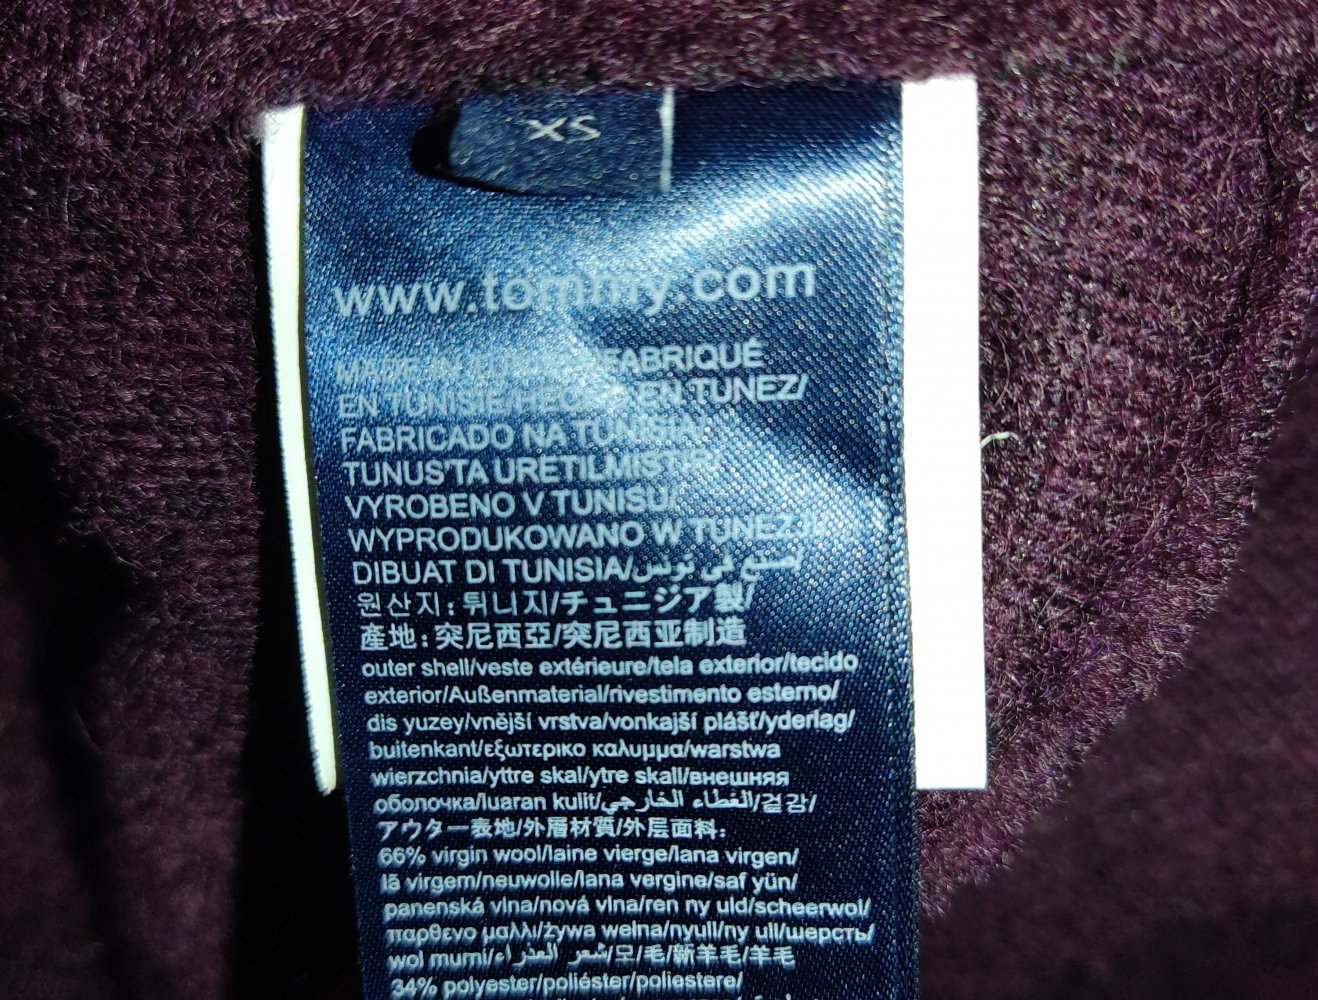 XS
www.tommy.com
MADE IN TUNISIA/FABRIQUÉ
EN TUNISIE/HECHO EN TUNEZ/
FABRICADO NA TUNISIA/
TUNUS'TA URETILMISTIR/
VYROBENO V TUNISU/
WYPRODUKOWANO W TUNEZJI/
DIBUAT DI TUNISIA/صنع في تونس/
원산지: 튀니지/チュニジア製/
產地: 突尼西亞/突尼西亚制造
outer shell/veste extérieure/tela exterior/tecido
exterior/Außenmaterial/rivestimento esterno/
dis yuzey/vnější vrstva/vonkajší plášť/yderlag/
buitenkant/εξωτερικο καλυμμα/warstwa
wierzchnia/yttre skal/ytre skall/внешняя
оболочка/luaran kulit/الغطاء الخارجي/겉감/
アウター表地/外層材質/外层面料:
66% virgin wool/laine vierge/lana virgen/
lã virgem/neuwolle/lana vergine/saf yün/
panenská vlna/nová vlna/ren ny uld/scheerwol/
παρθενο μαλλι/żywa wełna/nyull/ny ull/шерсть/
wol murni/شعر العذراء/모/毛/新羊毛/羊毛
34% polyester/poliéster/poliestere/